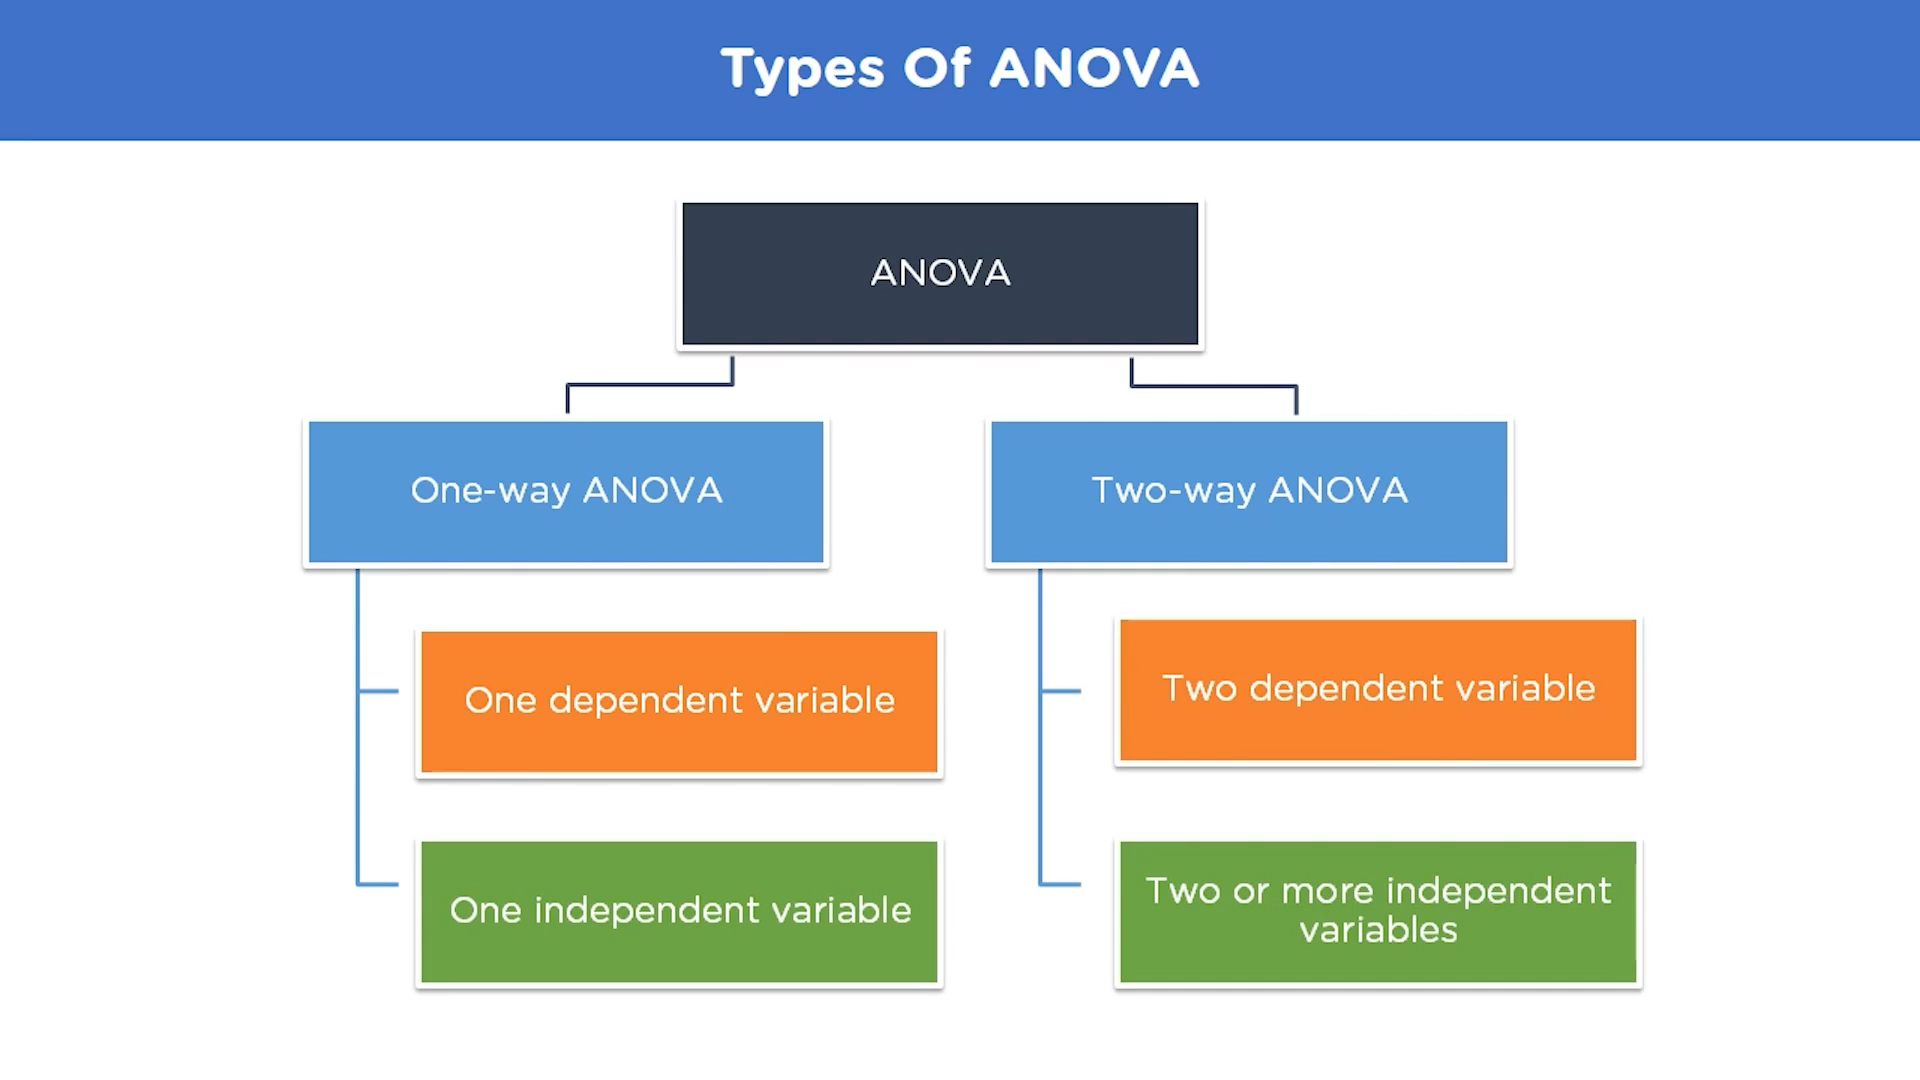 Types Of ANOVA
ANOVA
One-way ANOVA
Two-way ANOVA
One dependent variable
Two dependent variable
One independent variable
Two or more independent
variables